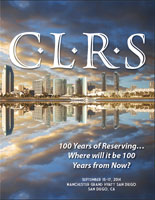 C·L·R·S
100 Years of Reserving...
Where will it be 100
Years from Now?
SEPTEMBER 15-17, 2014
MANCHESTER GRAND HYATT SAN DIEGO
SAN DIEGO, CA